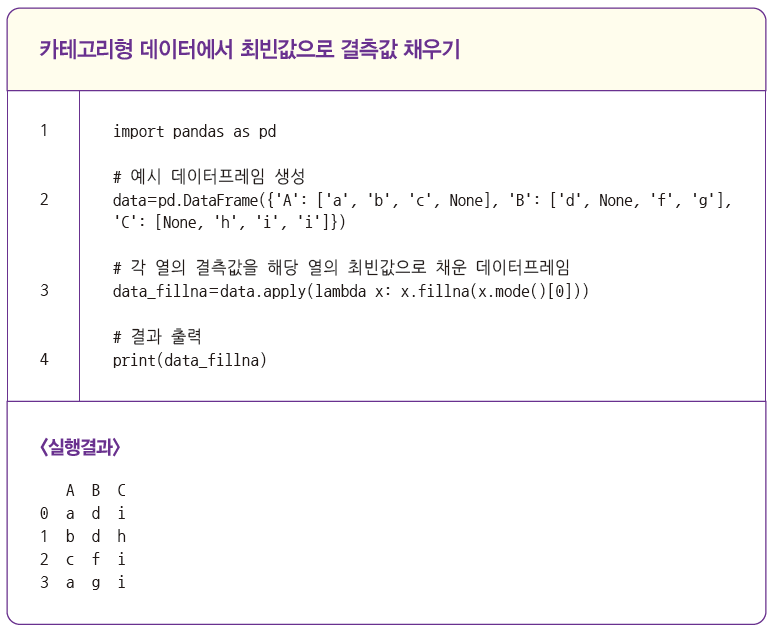 카테고리형 데이터에서 최빈값으로 결측값 채우기
1 import pandas as pd
# 예시 데이터프레임 생성
2 data=pd.DataFrame({'A': ['a', 'b', 'c', None], 'B': ['d', None, 'f', 'g'],
'C': [None, 'h', 'i', 'i']})
# 각 열의 결측값을 해당 열의 최빈값으로 채운 데이터프레임
3 data_fillna=data.apply(lambda x: x.fillna(x.mode()[0]))
# 결과 출력
4 print(data_fillna)
<실행결과>
A B C
0 a d i
1 b d h
2 c f i
3 a g i